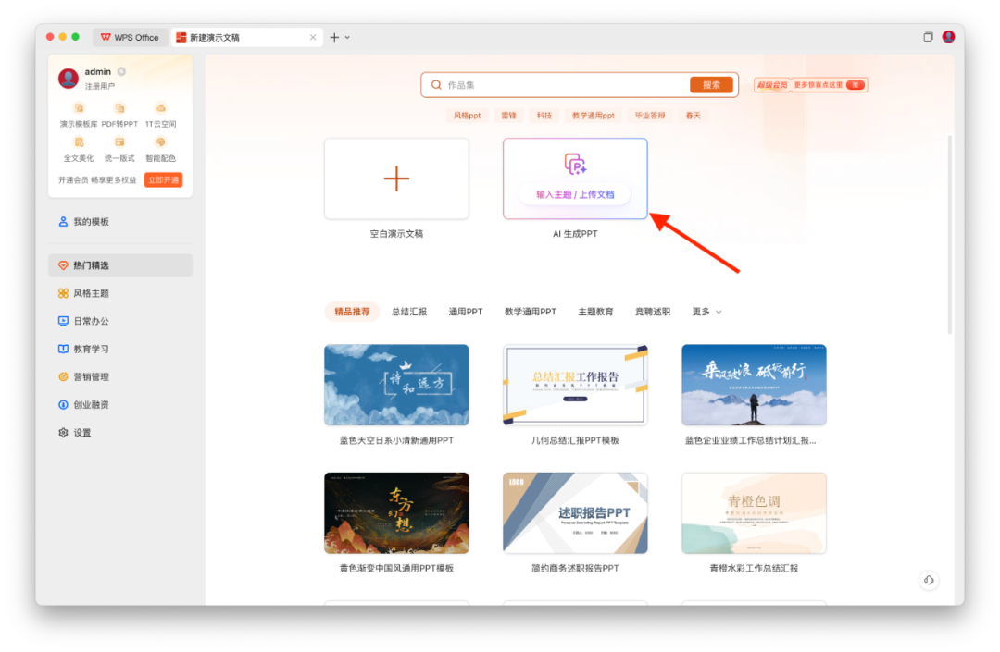 WPS Office
新建演示文稿
admin
注册用户
演示模板库 PDF转PPT 1T云空间
全文美化 统一版式 智能配色
开通会员 畅享更多权益 立即开通
我的模板
热门精选
风格主题
日常办公
教育学习
营销管理
创业融资
设置
作品集
搜索
超级会员 更多惊喜点这里
风格ppt 雷锋 科技 教学通用ppt 毕业答辩 春天
输入主题 / 上传文档
空白演示文稿
AI 生成PPT
精品推荐 总结汇报 通用PPT 教学通用PPT 主题教育 竞聘述职 更多
诗和远方
总结汇报工作报告
乘风破浪 砥砺前行
蓝色天空日系小清新通用PPT
几何总结汇报PPT模板
蓝色企业业绩工作总结计划汇报...
东方幻想
LOGO
述职报告PPT
Personal Debriefing Report PPT Template
青橙色调
黄色渐变中国风通用PPT模板
简约商务述职报告PPT
青橙水彩工作总结汇报